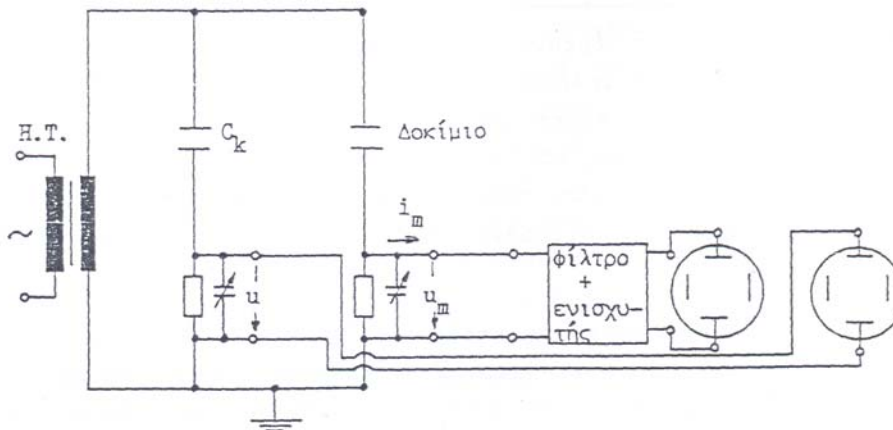 H.T.
~
C_k
Δοκίμιο
i_m
u
u_m
φίλτρο
+
ενισχυ-
τής